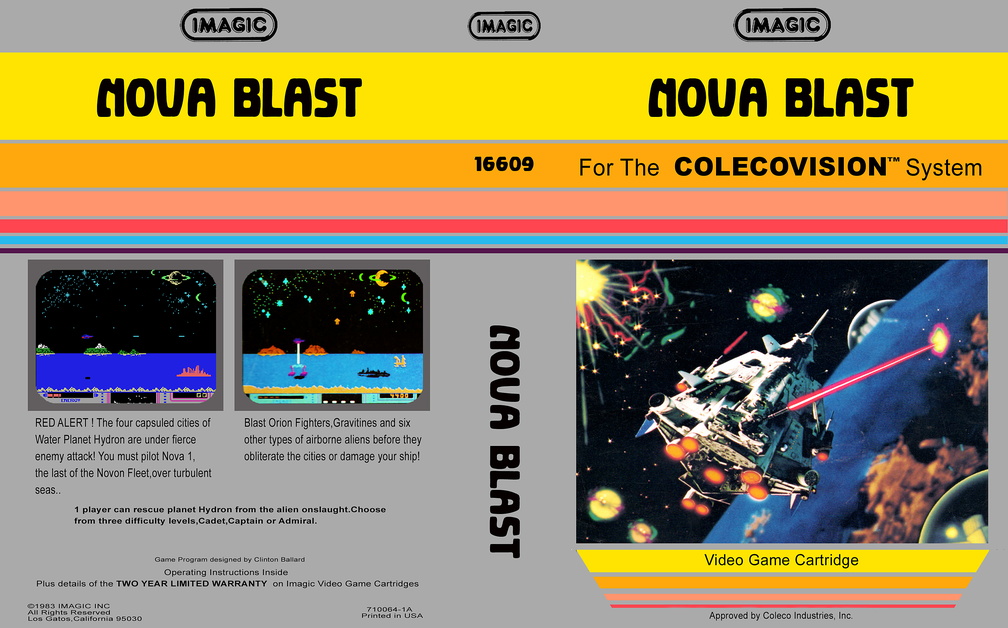 IMAGIC
NOVA BLAST
RED ALERT ! The four capsuled cities of
Water Planet Hydron are under fierce
enemy attack! You must pilot Nova 1,
the last of the Novon Fleet,over turbulent
seas..
Blast Orion Fighters,Gravitines and six
other types of airborne aliens before they
obliterate the cities or damage your ship!
1 player can rescue planet Hydron from the alien onslaught.Choose
from three difficulty levels,Cadet,Captain or Admiral.
Game Program designed by Clinton Ballard
Operating Instructions Inside
Plus details of the TWO YEAR LIMITED WARRANTY on Imagic Video Game Cartridges
©1983 IMAGIC INC
All Rights Reserved
Los Gatos,California 95030
710064-1A
Printed in USA
IMAGIC
16609
NOVA BLAST
IMAGIC
NOVA BLAST
For The COLECOVISION™ System
Video Game Cartridge
Approved by Coleco Industries, Inc.